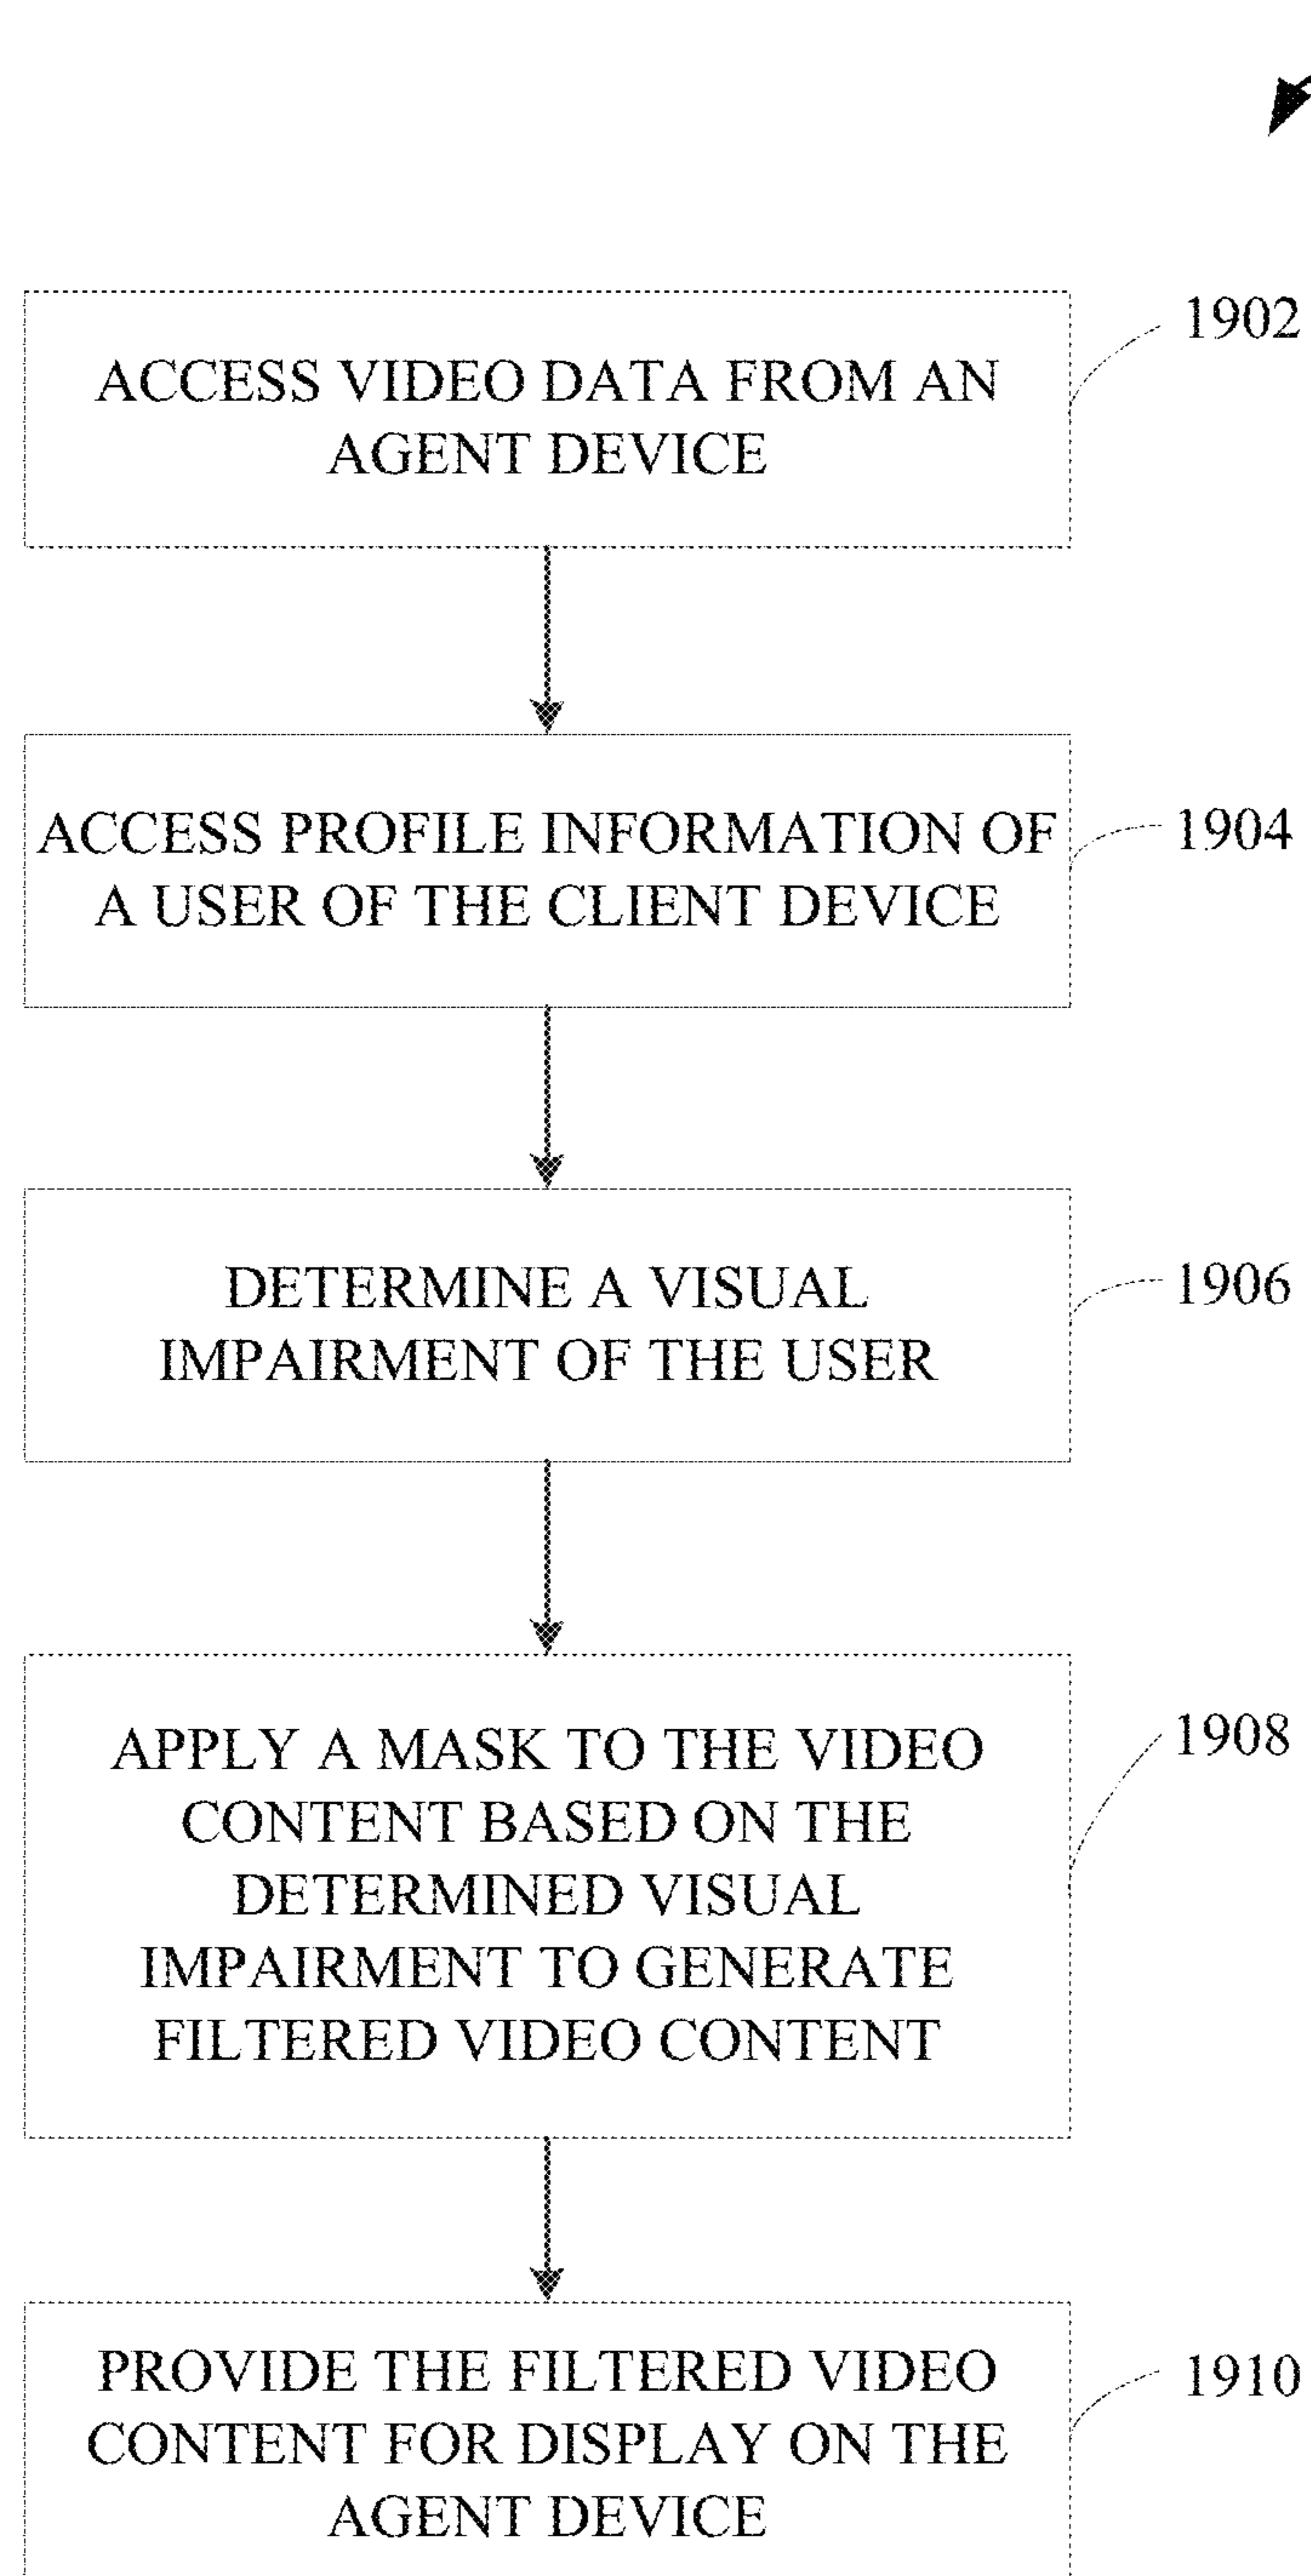 1902
ACCESS VIDEO DATA FROM AN
AGENT DEVICE
1904
ACCESS PROFILE INFORMATION OF
A USER OF THE CLIENT DEVICE
1906
DETERMINE A VISUAL
IMPAIRMENT OF THE USER
1908
APPLY A MASK TO THE VIDEO
CONTENT BASED ON THE
DETERMINED VISUAL
IMPAIRMENT TO GENERATE
FILTERED VIDEO CONTENT
1910
PROVIDE THE FILTERED VIDEO
CONTENT FOR DISPLAY ON THE
AGENT DEVICE